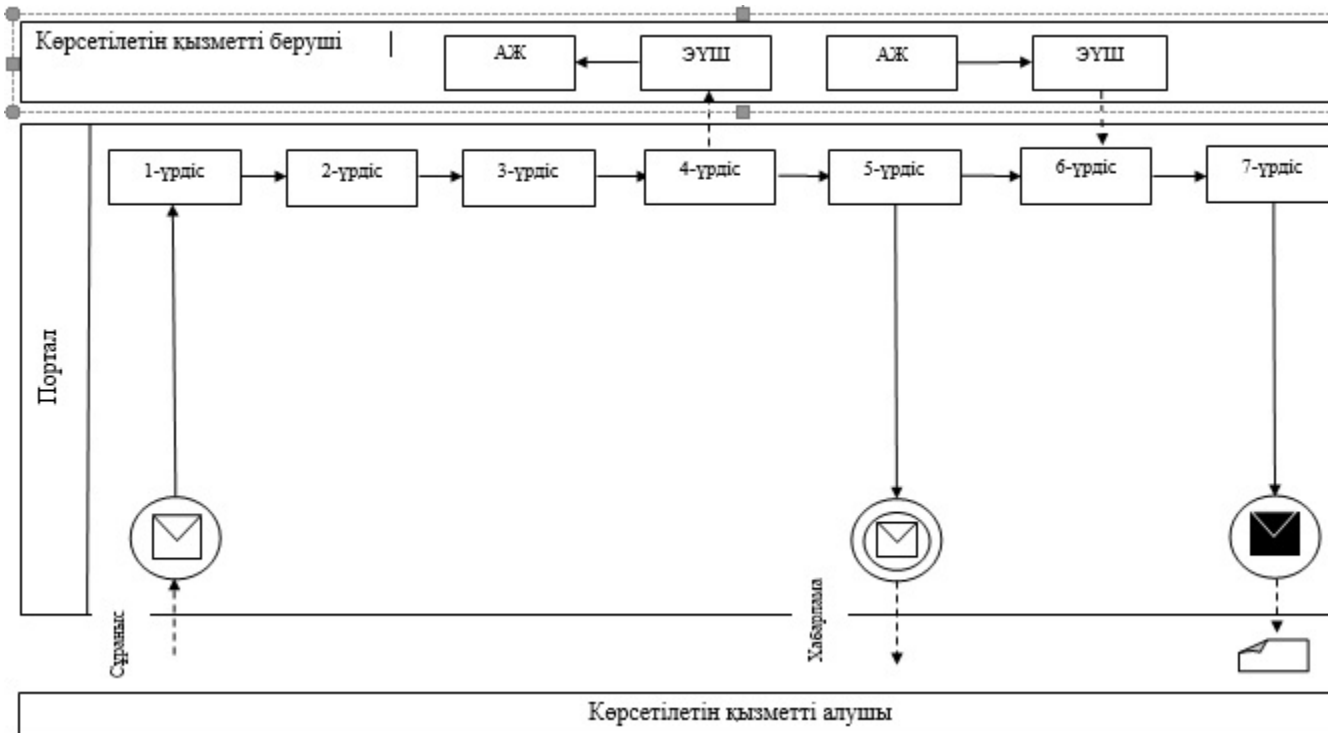 Көрсетілетін қызметті беруші
АЖ
ЭҮШ
АЖ
ЭҮШ
1-үрдіс
2-үрдіс
3-үрдіс
4-үрдіс
5-үрдіс
6-үрдіс
7-үрдіс
Портал
Сұраныс
Хабарлама
Көрсетілетін қызметті алушы